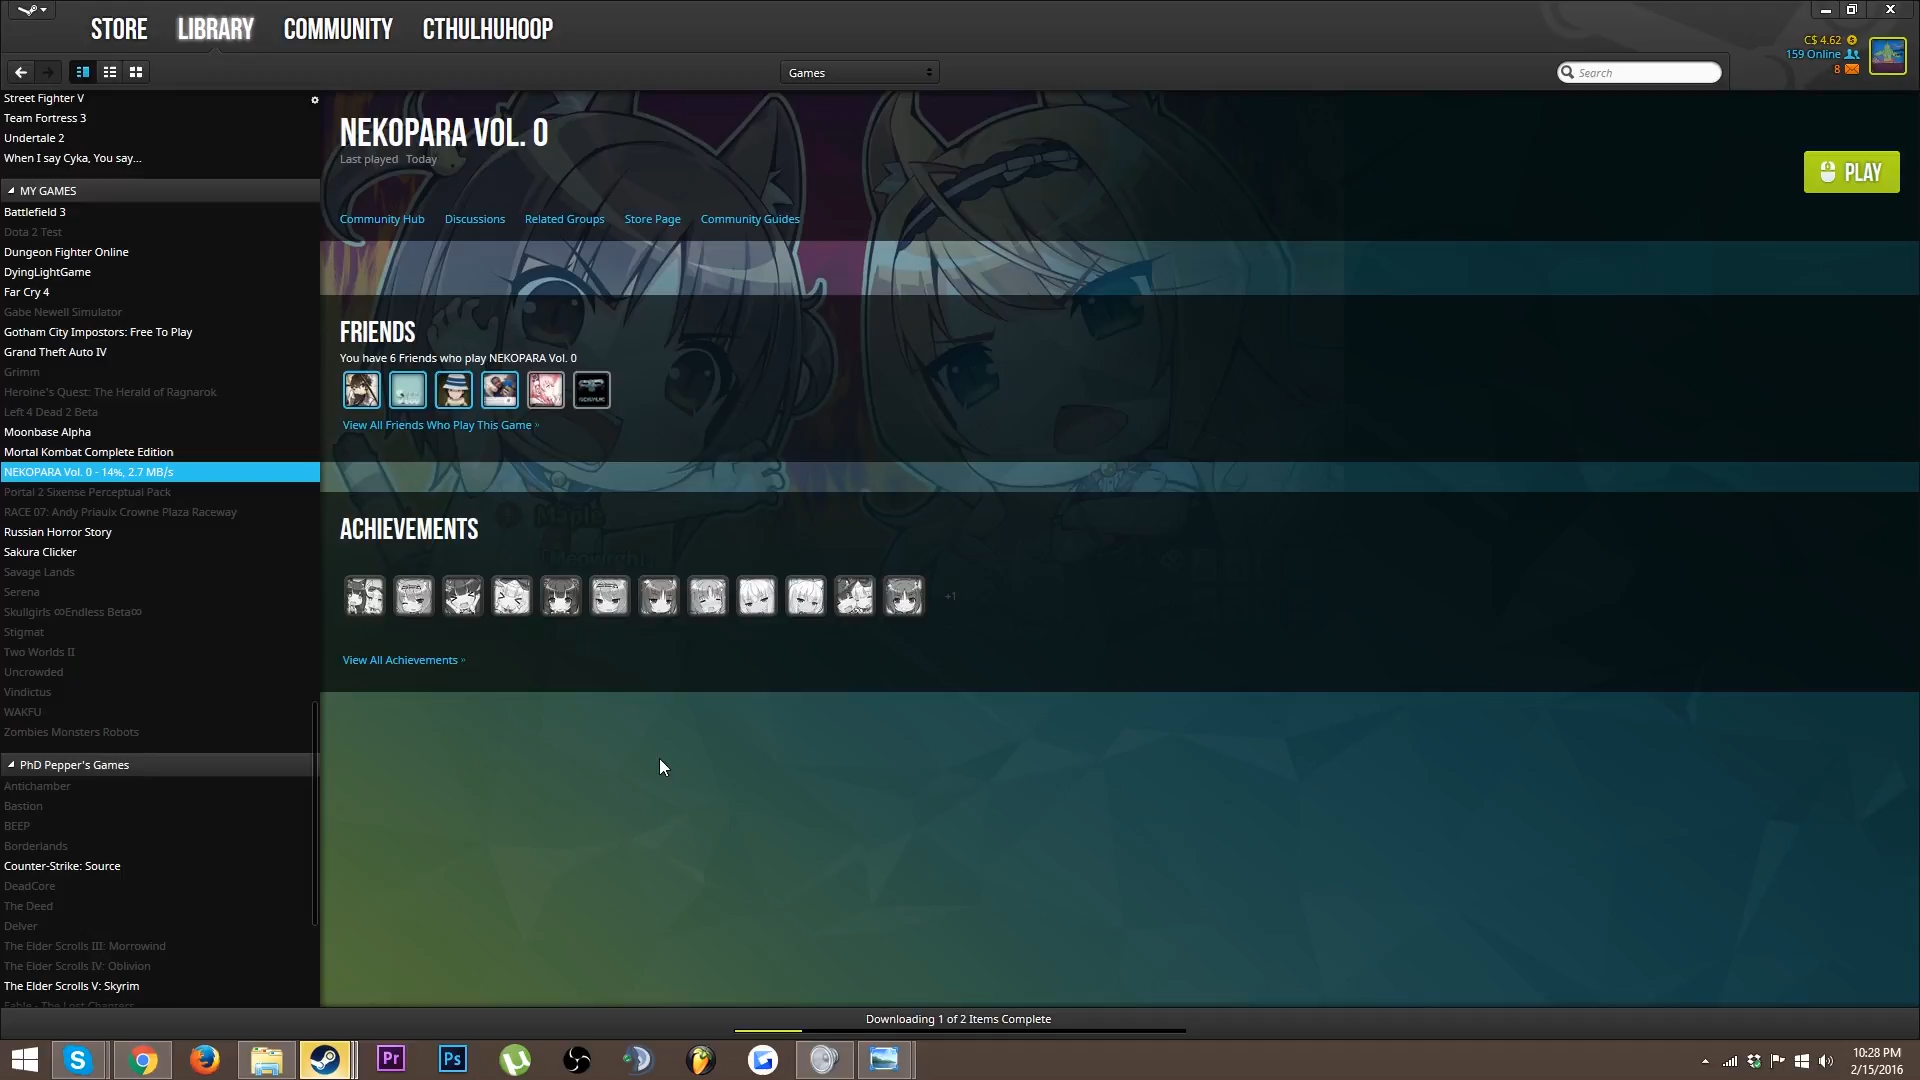 STORE LIBRARY COMMUNITY CTHULHUHOOP
C$ 4.62
159 Online
8
Games
Search
Street Fighter V
Team Fortress 3
Undertale 2
When I say Cyka, You say...
MY GAMES
Battlefield 3
Dota 2 Test
Dungeon Fighter Online
DyingLightGame
Far Cry 4
Gabe Newell Simulator
Gotham City Impostors: Free To Play
Grand Theft Auto IV
Grimm
Heroine's Quest: The Herald of Ragnarok
Left 4 Dead 2 Beta
Moonbase Alpha
Mortal Kombat Complete Edition
NEKOPARA Vol. 0 - 14%, 2.7 MB/s
Portal 2 Sixense Perceptual Pack
RACE 07: Andy Priaulx Crowne Plaza Raceway
Russian Horror Story
Sakura Clicker
Savage Lands
Serena
Skullgirls ∞Endless Beta∞
Stigmat
Two Worlds II
Uncrowded
Vindictus
WAKFU
Zombies Monsters Robots
PhD Pepper's Games
Antichamber
Bastion
BEEP
Borderlands
Counter-Strike: Source
DeadCore
The Deed
Delver
The Elder Scrolls III: Morrowind
The Elder Scrolls IV: Oblivion
The Elder Scrolls V: Skyrim
Fable - The Lost Chapters
NEKOPARA VOL. 0
Last played Today
PLAY
Community Hub Discussions Related Groups Store Page Community Guides
FRIENDS
You have 6 Friends who play NEKOPARA Vol. 0
View All Friends Who Play This Game »
ACHIEVEMENTS
Maple
+1
View All Achievements »
Downloading 1 of 2 Items Complete
Pr
Ps
10:28 PM
2/15/2016